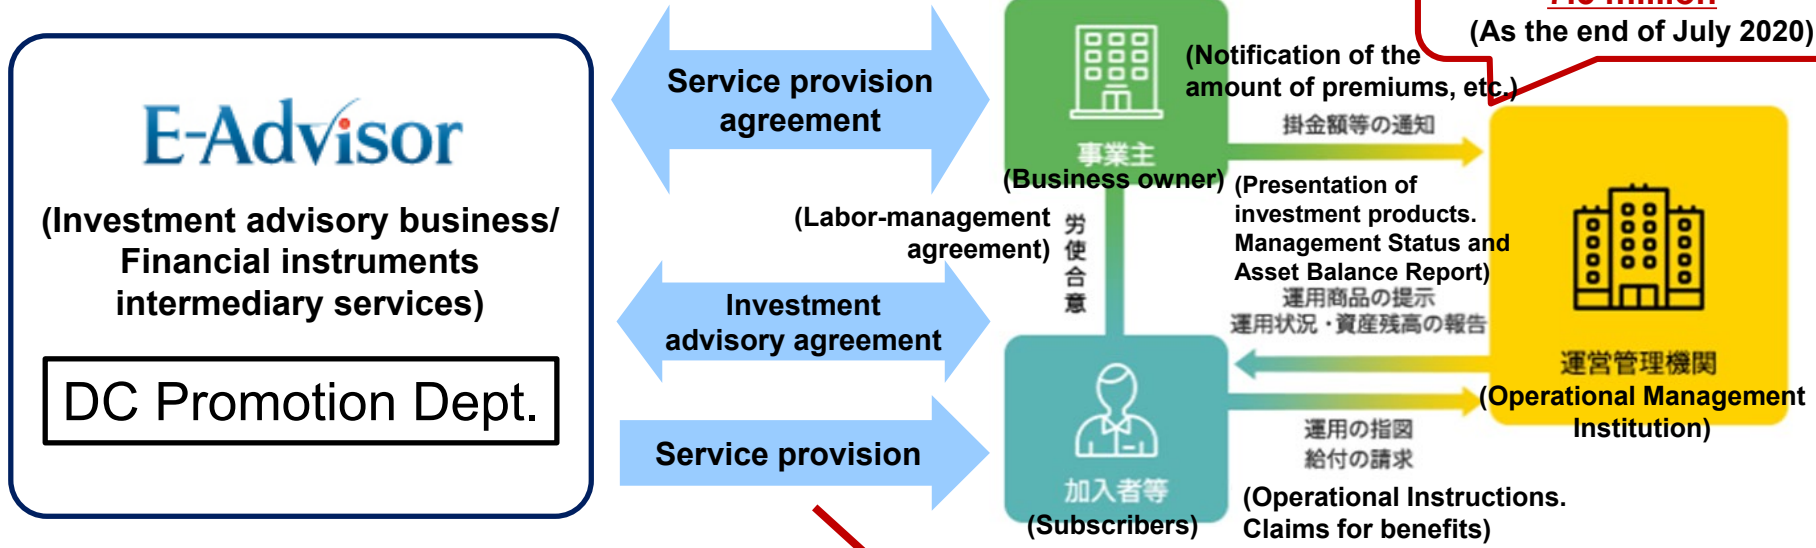 E-Advisor
(Investment advisory business/
Financial instruments
intermediary services)
DC Promotion Dept.
Service provision
agreement
Investment
advisory agreement
Service provision
事業主
(Business owner)
(Labor-management
agreement)
労使合意
加入者等
(Subscribers)
(Notification of the
amount of premiums, etc.)
掛金額等の通知
(Presentation of
investment products.
Management Status and
Asset Balance Report)
運用商品の提示
運用状況・資産残高の報告
運用の指図
給付の請求
(Operational Instructions.
Claims for benefits)
million
(As the end of July 2020)
運営管理機関
(Operational Management
Institution)